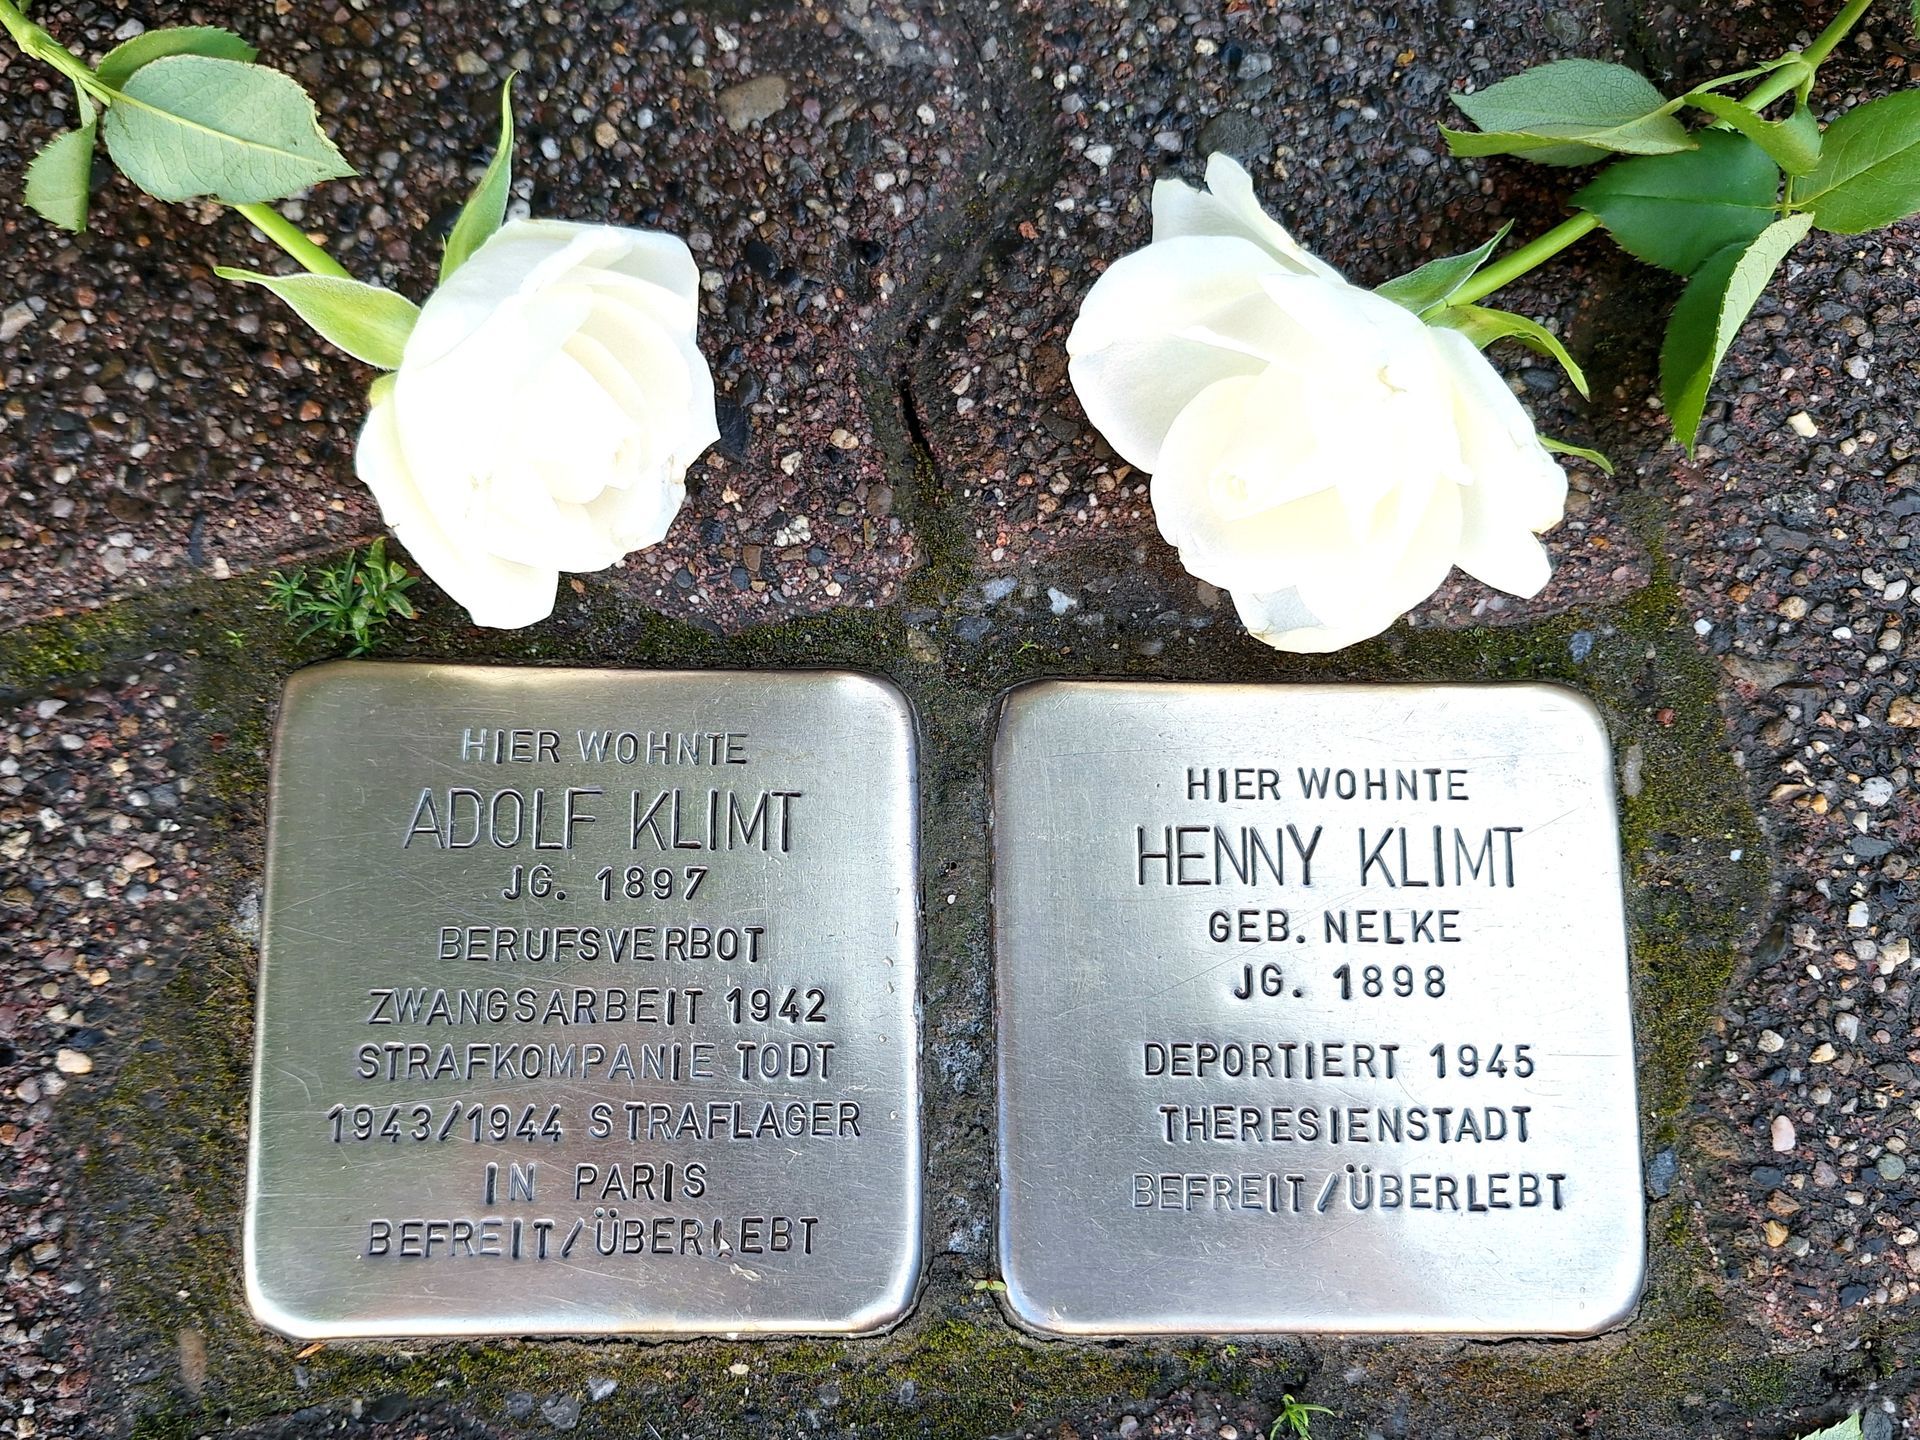 HIER WOHNTE
ADOLF KLIMT
JG. 1897
BERUFSVERBOT
ZWANGSARBEIT 1942
STRAFKOMPANIE TODT
1943/1944 STRAFLAGER
IN PARIS
BEFREIT/ÜBERLEBT
HIER WOHNTE
HENNY KLIMT
GEB. NELKE
JG. 1898
DEPORTIERT 1945
THERESIENSTADT
BEFREIT/ÜBERLEBT